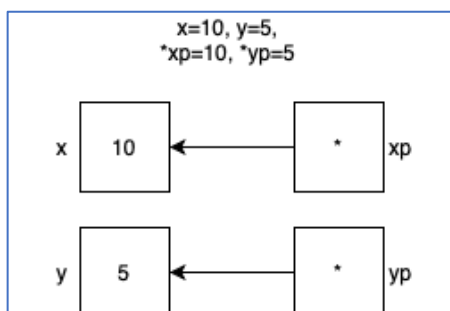 x=10, y=5,
*xp=10, *yp=5
x 10 * xp
y 5 * yp